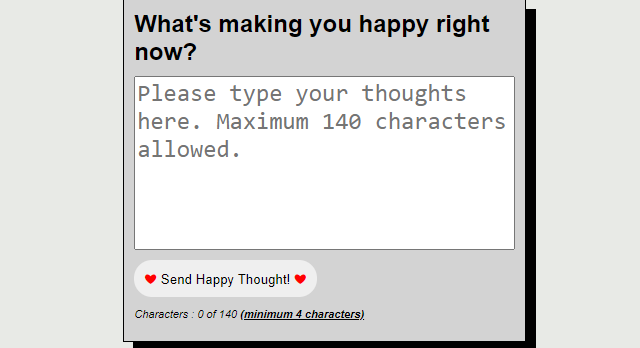 What's making you happy right
now?
Please type your thoughts
here. Maximum 140 characters
allowed.
Send Happy Thought!
Characters : 0 of 140 (minimum 4 characters)